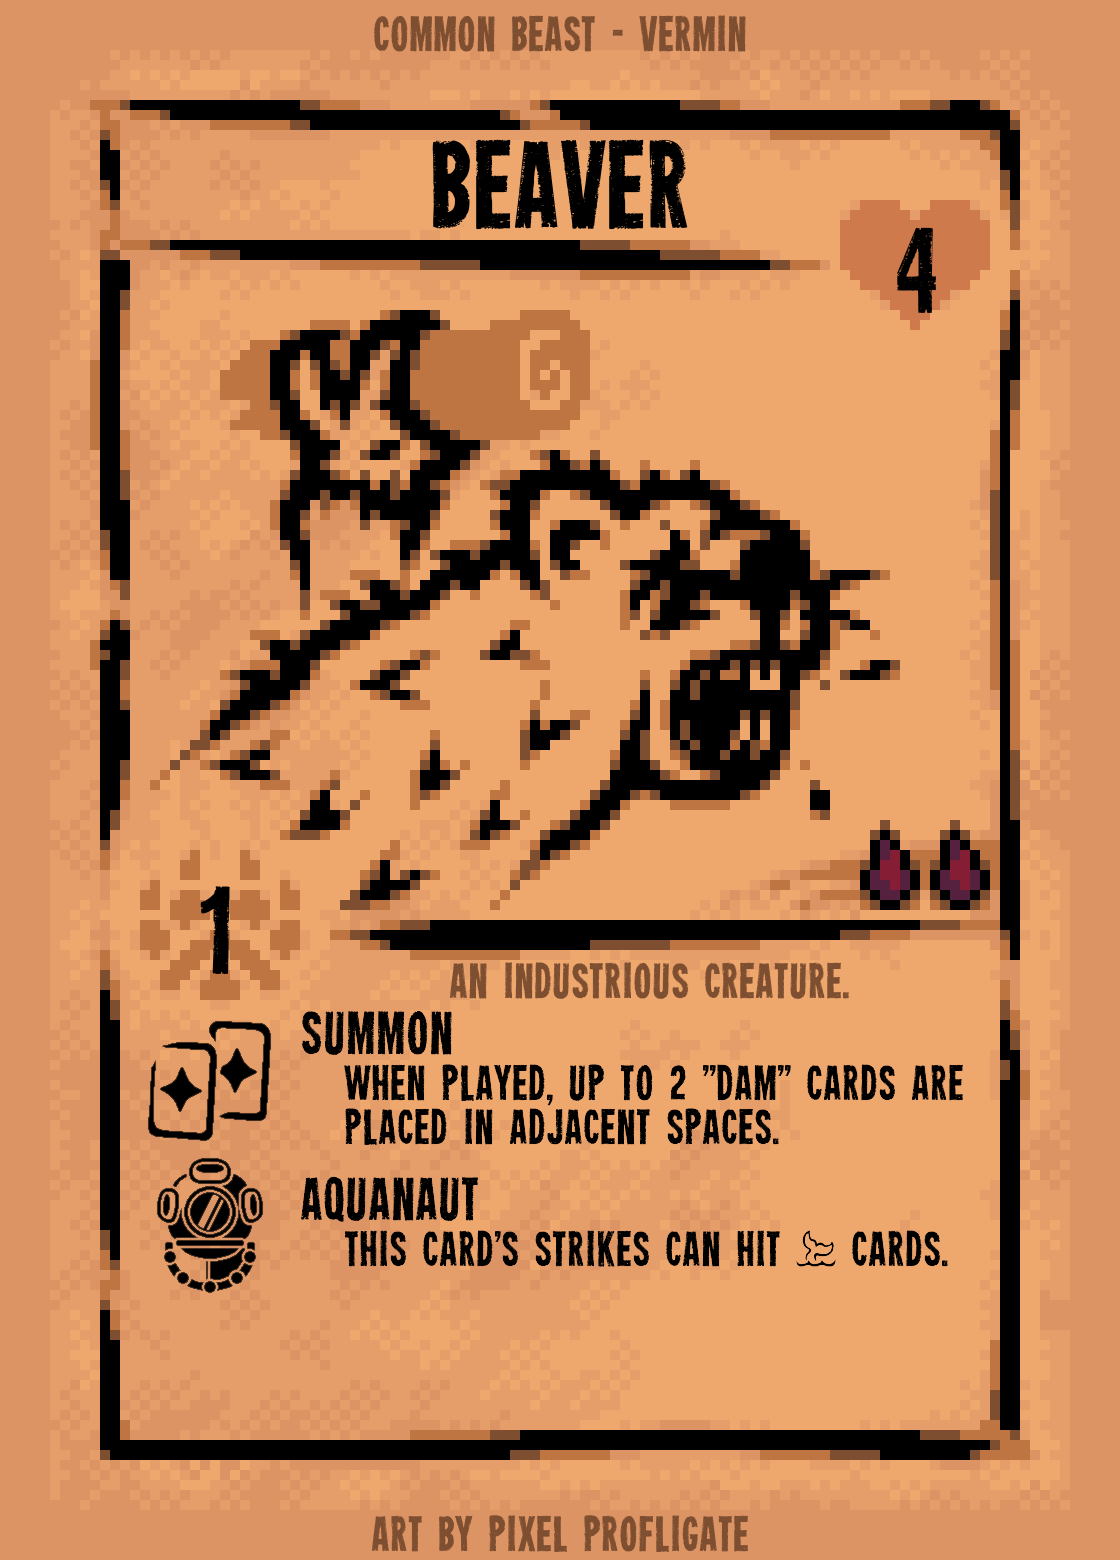 COMMON BEAST - VERMIN
BEAVER
4
1
AN INDUSTRIOUS CREATURE.
SUMMON
WHEN PLAYED, UP TO 2 "DAM" CARDS ARE
PLACED IN ADJACENT SPACES.
AQUANAUT
THIS CARD'S STRIKES CAN HIT CARDS.
ART BY PIXEL PROFLIGATE